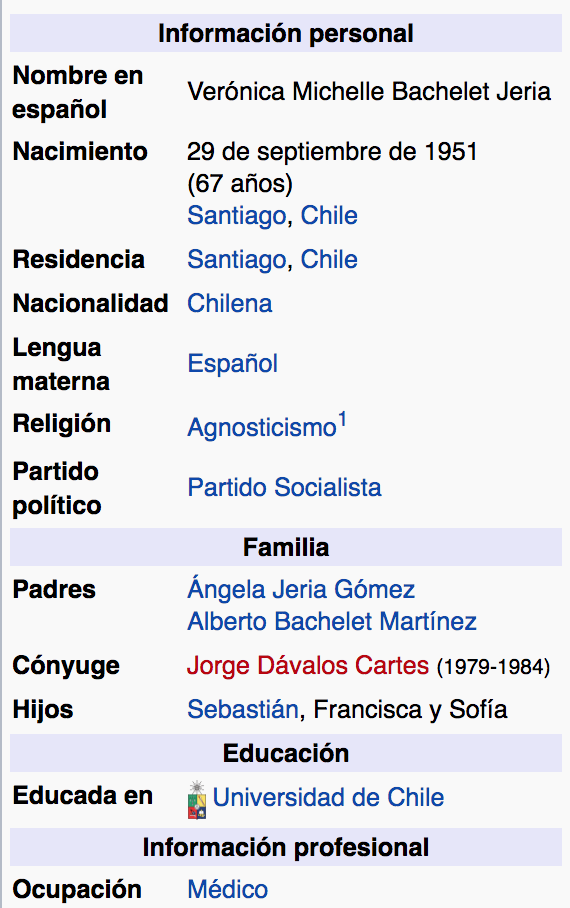 Información personal
Nombre en español
Verónica Michelle Bachelet Jeria
Nacimiento
29 de septiembre de 1951
(67 años)
Santiago, Chile
Residencia
Santiago, Chile
Nacionalidad
Chilena
Lengua materna
Español
Religión
Agnosticismo1
Partido político
Partido Socialista
Familia
Padres
Ángela Jeria Gómez
Alberto Bachelet Martínez
Cónyuge
Jorge Dávalos Cartes (1979-1984)
Hijos
Sebastián, Francisca y Sofía
Educación
Educada en
Universidad de Chile
Información profesional
Ocupación
Médico